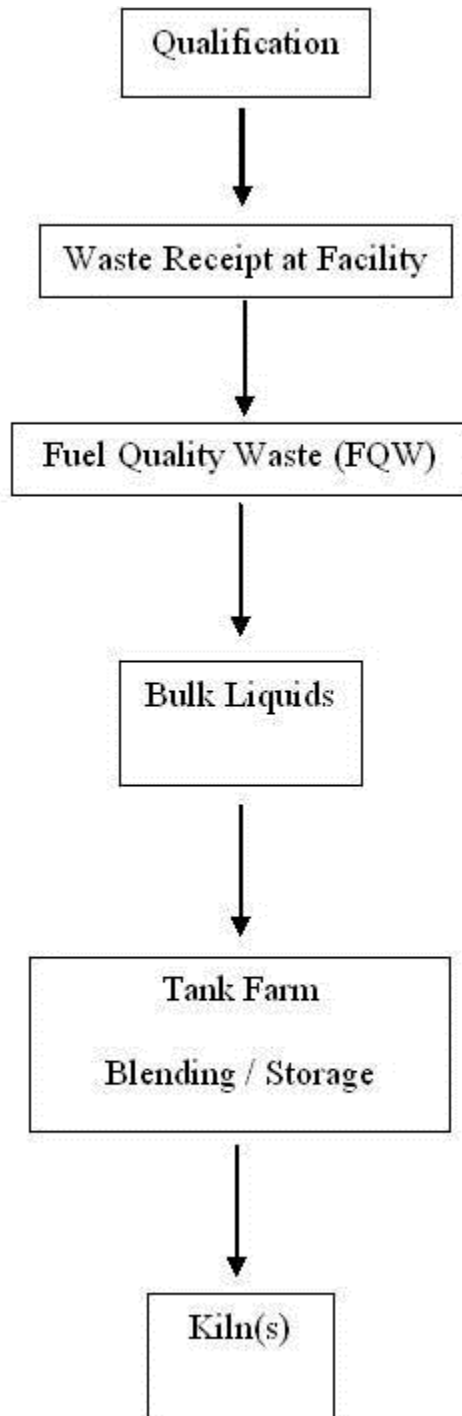 Qualification
Waste Receipt at Facility
Fuel Quality Waste (FQW)
Bulk Liquids
Tank Farm
Blending / Storage
Kiln(s)